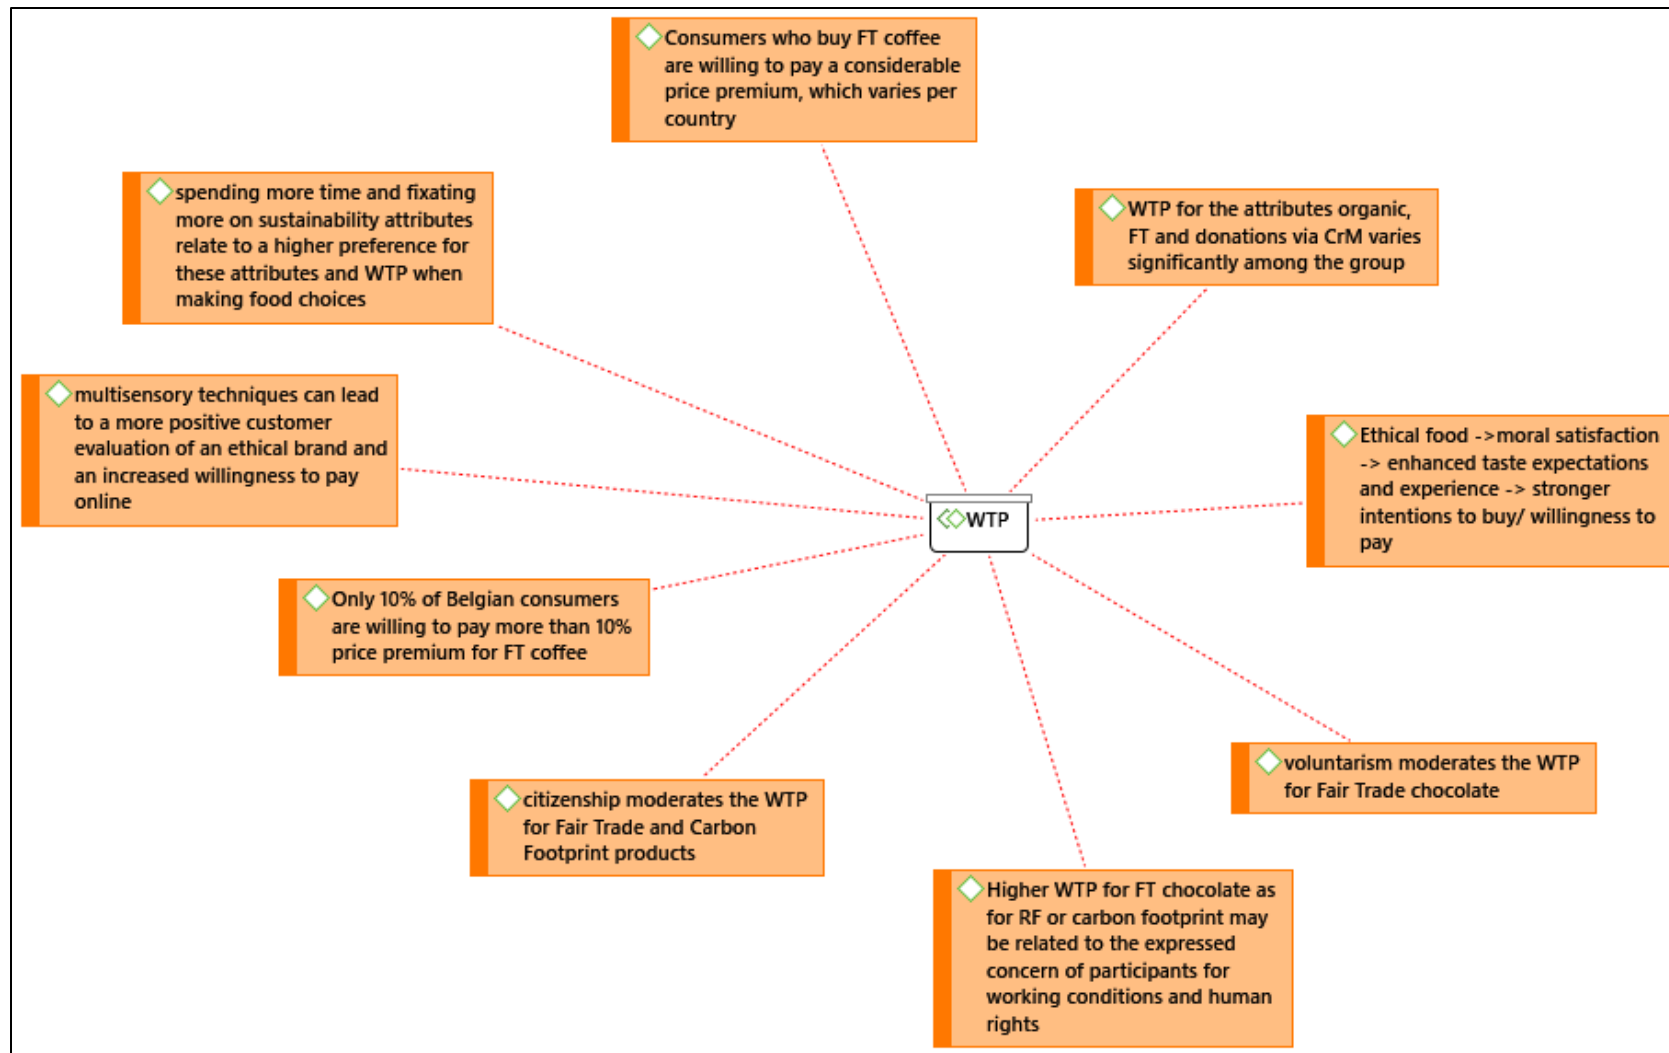 Consumers who buy FT coffee
are willing to pay a considerable
price premium, which varies per
country
spending more time and fixating
more on sustainability attributes
relate to a higher preference for
these attributes and WTP when
making food choices
WTP for the attributes organic,
FT and donations via CrM varies
significantly among the group
multisensory techniques can lead
to a more positive customer
evaluation of an ethical brand and
an increased willingness to pay
online
Ethical food ->moral satisfaction
-> enhanced taste expectations
and experience -> stronger
intentions to buy/ willingness to
pay
WTP
Only 10% of Belgian consumers
are willing to pay more than 10%
price premium for FT coffee
voluntarism moderates the WTP
for Fair Trade chocolate
citizenship moderates the WTP
for Fair Trade and Carbon
Footprint products
Higher WTP for FT chocolate as
for RF or carbon footprint may
be related to the expressed
concern of participants for
working conditions and human
rights